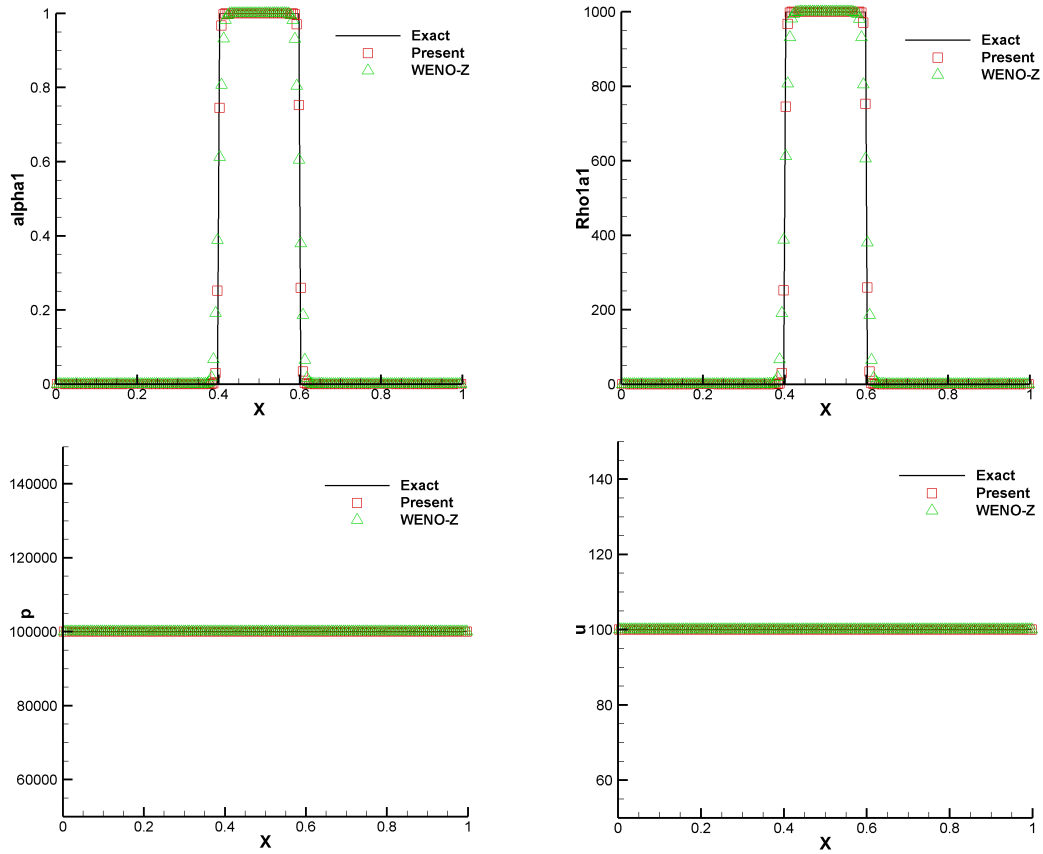 1
0.8
0.6
0.4
0.2
0
alpha1
0 0.2 0.4 0.6 0.8 1
X
Exact
Present
WENO-Z
1000
800
600
400
200
0
Rho1a1
0 0.2 0.4 0.6 0.8 1
X
Exact
Present
WENO-Z
140000
120000
100000
80000
60000
p
0 0.2 0.4 0.6 0.8 1
X
Exact
Present
WENO-Z
140
120
100
80
60
u
0 0.2 0.4 0.6 0.8 1
X
Exact
Present
WENO-Z